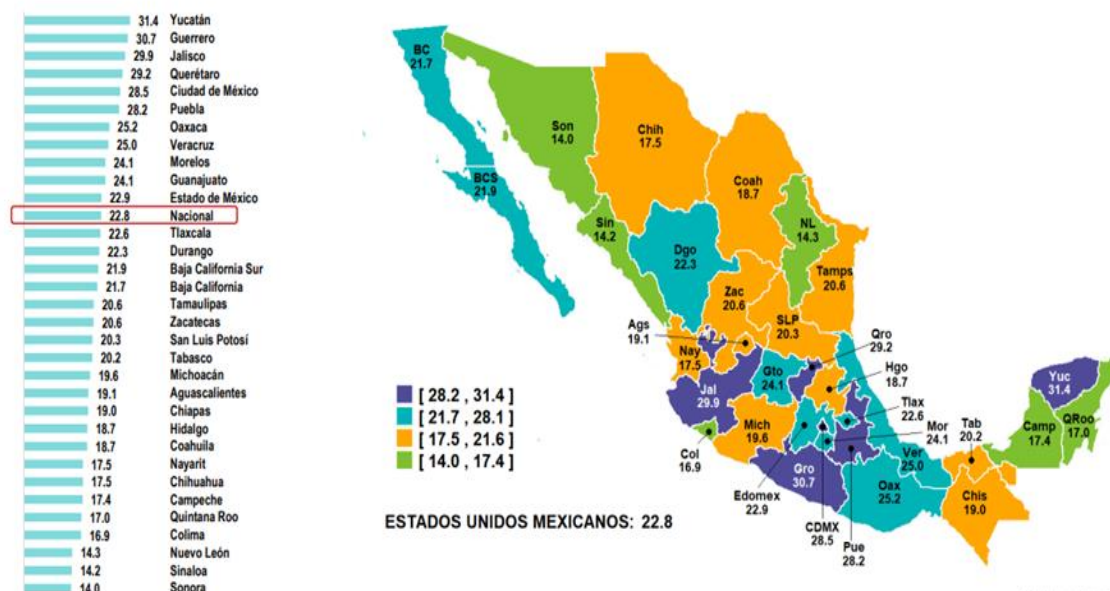 31.4 Yucatán
30.7 Guerrero
29.9 Jalisco
29.2 Querétaro
28.5 Ciudad de México
28.2 Puebla
25.2 Oaxaca
25.0 Veracruz
24.1 Morelos
24.1 Guanajuato
22.9 Estado de México
22.8 Nacional
22.6 Tlaxcala
22.3 Durango
21.9 Baja California Sur
21.7 Baja California
20.6 Tamaulipas
20.6 Zacatecas
20.3 San Luis Potosí
20.2 Tabasco
19.6 Michoacán
19.1 Aguascalientes
19.0 Chiapas
18.7 Hidalgo
18.7 Coahuila
17.5 Nayarit
17.5 Chihuahua
17.4 Campeche
17.0 Quintana Roo
16.9 Colima
14.3 Nuevo León
14.2 Sinaloa
14.0 Sonora
BC
21.7
Son
14.0
Chih
17.5
BCS
21.9
Coah
18.7
Sin
14.2
NL
14.3
Dgo
22.3
Tamps
20.6
Zac
20.6
SLP
20.3
Ags
19.1
Nay
17.5
Qro
29.2
Gto
24.1
Hgo
18.7
Jal
29.9
Yuc
31.4
Tlax
22.6
Mich
19.6
Mor
24.1
Tab
20.2
Camp
17.4
QRoo
17.0
Col
16.9
Ver
25.0
Gro
30.7
Oax
25.2
Chis
19.0
Edomex
22.9
CDMX
28.5
Pue
28.2
[ 28.2 , 31.4 ]
[ 21.7 , 28.1 ]
[ 17.5 , 21.6 ]
[ 14.0 , 17.4 ]
ESTADOS UNIDOS MEXICANOS: 22.8